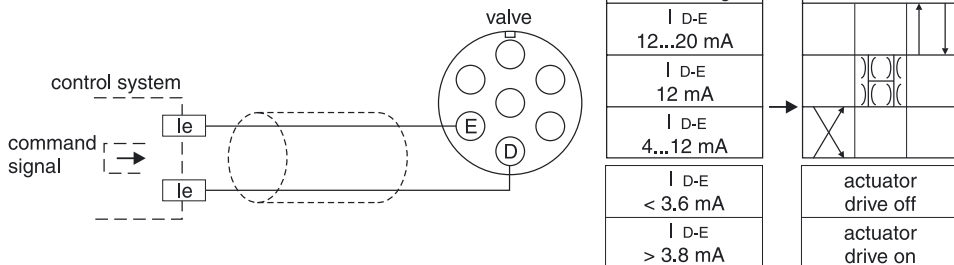 valve
control system
Ie
E
command
signal
D
Ie
I D-E
12...20 mA
I D-E
12 mA
I D-E
4...12 mA
I D-E
< 3.6 mA
actuator
drive off
I D-E
> 3.8 mA
actuator
drive on